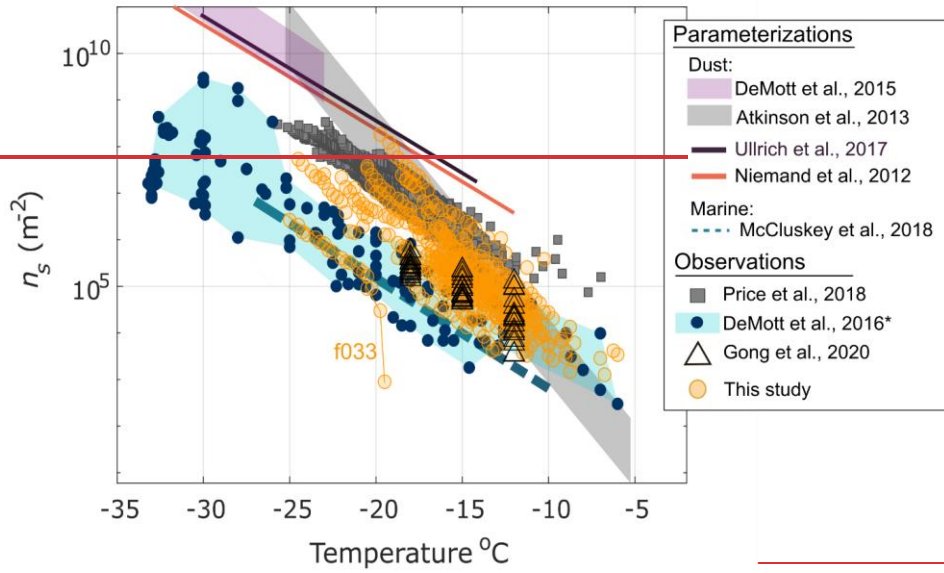 10^10
10^5
n_s (m^-2)
f033
-35 -30 -25 -20 -15 -10 -5
Temperature °C
Parameterizations
Dust:
DeMott et al., 2015
Atkinson et al., 2013
Ullrich et al., 2017
Niemand et al., 2012
Marine:
McCluskey et al., 2018
Observations
Price et al., 2018
DeMott et al., 2016*
Gong et al., 2020
This study